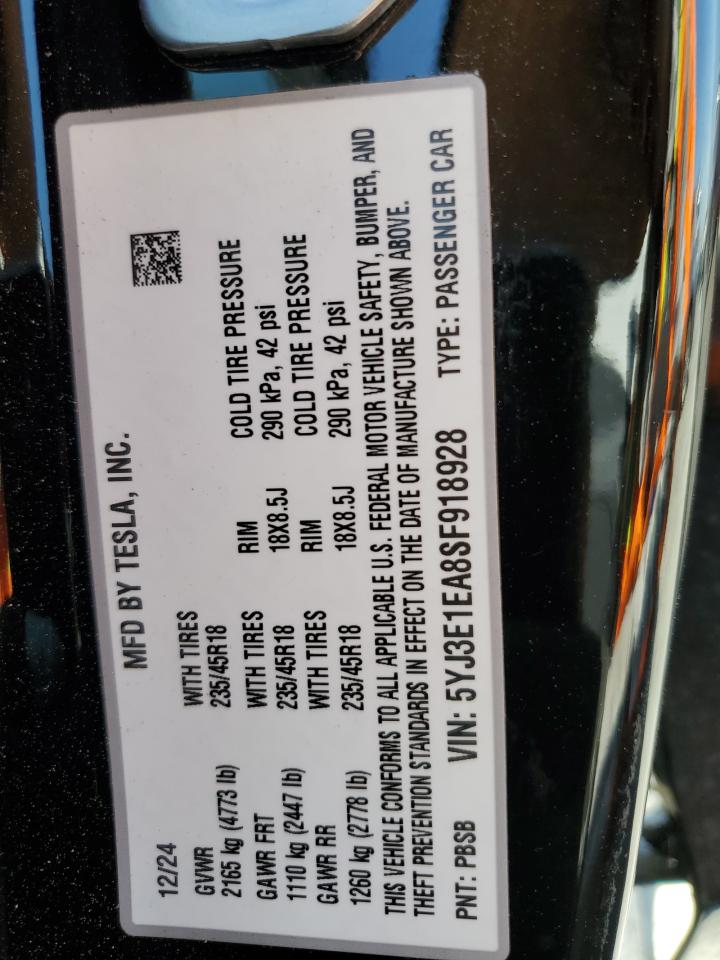 MFD BY TESLA, INC.
12/24
GVWR WITH TIRES
2165 kg (4773 lb) 235/45R18 RIM COLD TIRE PRESSURE
GAWR FRT WITH TIRES 18X8.5J 290 kPa, 42 psi
1110 kg (2447 lb) 235/45R18 RIM COLD TIRE PRESSURE
GAWR RR WITH TIRES 18X8.5J 290 kPa, 42 psi
1260 kg (2778 lb) 235/45R18
THIS VEHICLE CONFORMS TO ALL APPLICABLE U.S. FEDERAL MOTOR VEHICLE SAFETY, BUMPER, AND
THEFT PREVENTION STANDARDS IN EFFECT ON THE DATE OF MANUFACTURE SHOWN ABOVE.
PNT: PBSB VIN: 5YJ3E1EA8SF918928 TYPE: PASSENGER CAR